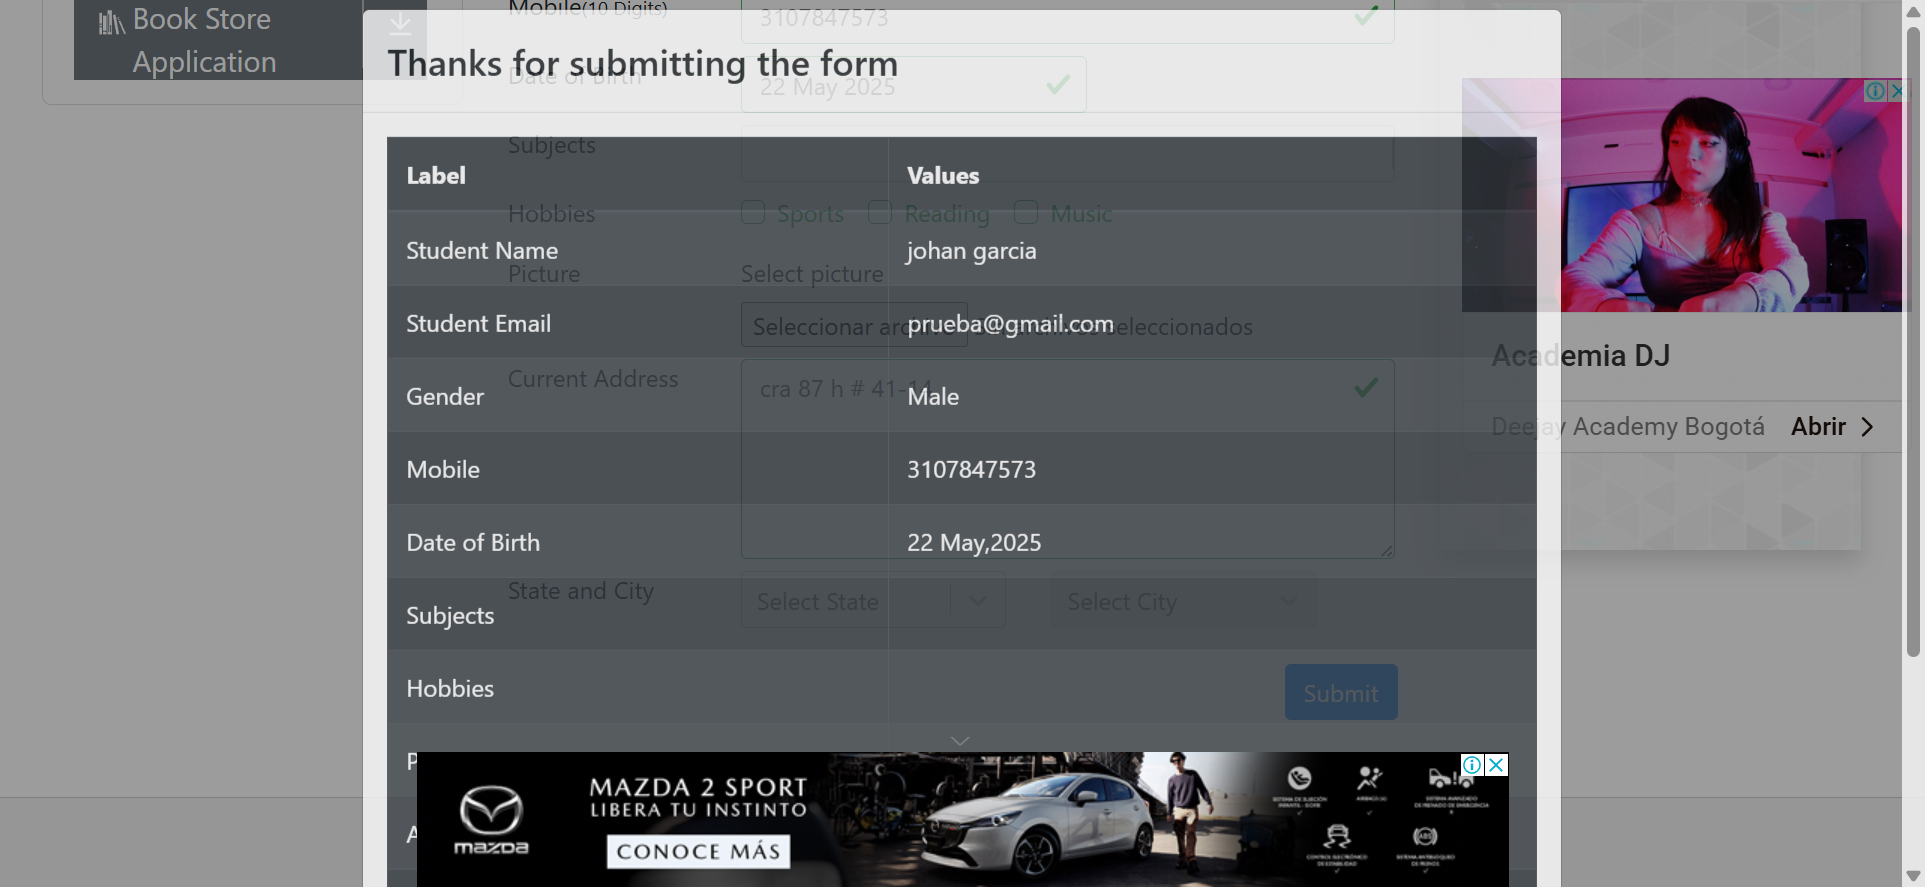 Book Store
Application
Mobile(10 Digits)
3107847573
Thanks for submitting the form
Date of Birth
22 May 2025
Subjects
Label
Values
Hobbies
Sports
Reading
Music
Student Name
johan garcia
Picture
Select picture
Student Email
prueba@gmail.com
Seleccionar
seleccionados
Current Address
cra 87 h # 41-14
Gender
Male
Mobile
3107847573
Date of Birth
22 May,2025
State and City
Select State
Select City
Subjects
Hobbies
Submit
P
A
Academia DJ
Deejay Academy Bogotá
Abrir
mazda
MAZDA 2 SPORT
LIBERA TU INSTINTO
CONOCE MÁS